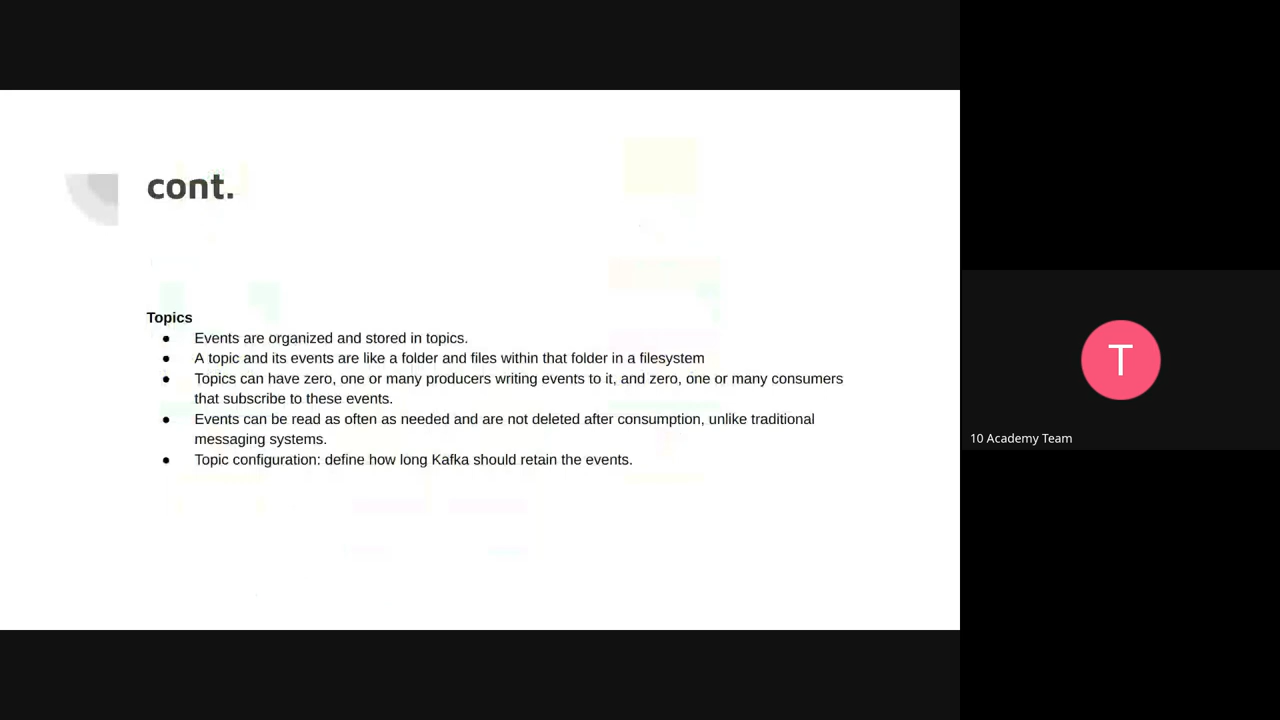 cont.
Topics
● Events are organized and stored in topics.
● A topic and its events are like a folder and files within that folder in a filesystem
● Topics can have zero, one or many producers writing events to it, and zero, one or many consumers
that subscribe to these events.
● Events can be read as often as needed and are not deleted after consumption, unlike traditional
messaging systems.
● Topic configuration: define how long Kafka should retain the events.
T
10 Academy Team